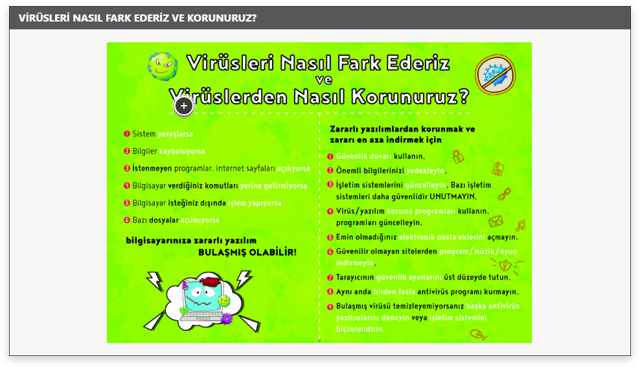 VİRÜSLERİ NASIL FARK EDERİZ VE KORUNURUZ?
Virüsleri Nasıl Fark Ederiz
ve
Virüslerden Nasıl Korunuruz?
1 Sistem yavaşlarsa
2 Bilgiler kayboluyorsa
3 İstenmeyen programlar, internet sayfaları açılıyorsa
4 Bilgisayar verdiğiniz komutları yerine getirmiyorsa
5 Bilgisayar isteğiniz dışında işlem yapıyorsa
6 Bazı dosyalar açılmıyorsa
bilgisayarınıza zararlı yazılım
BULAŞMIŞ OLABİLİR!
Zararlı yazılımlardan korunmak ve
zararı en aza indirmek için
1 Güvenlik duvarı kullanın.
2 Önemli bilgilerinizi yedekleyin.
3 İşletim sistemlerini güncelleyin. Bazı işletim
sistemleri daha güvenlidir UNUTMAYIN.
4 Virüs/yazılım koruma programları kullanın,
programları güncelleyin.
5 Emin olmadığınız elektronik posta eklerini açmayın.
6 Güvenilir olmayan sitelerden program/müzik/oyun
indirmeyin.
7 Tarayıcının güvenlik ayarlarını üst düzeyde tutun.
8 Aynı anda birden fazla antivirüs programı kurmayın.
9 Bulaşmış virüsü temizleyemiyorsanız başka antivirüs
yazılımlarını deneyin veya işletim sistemini
biçimlendirin.